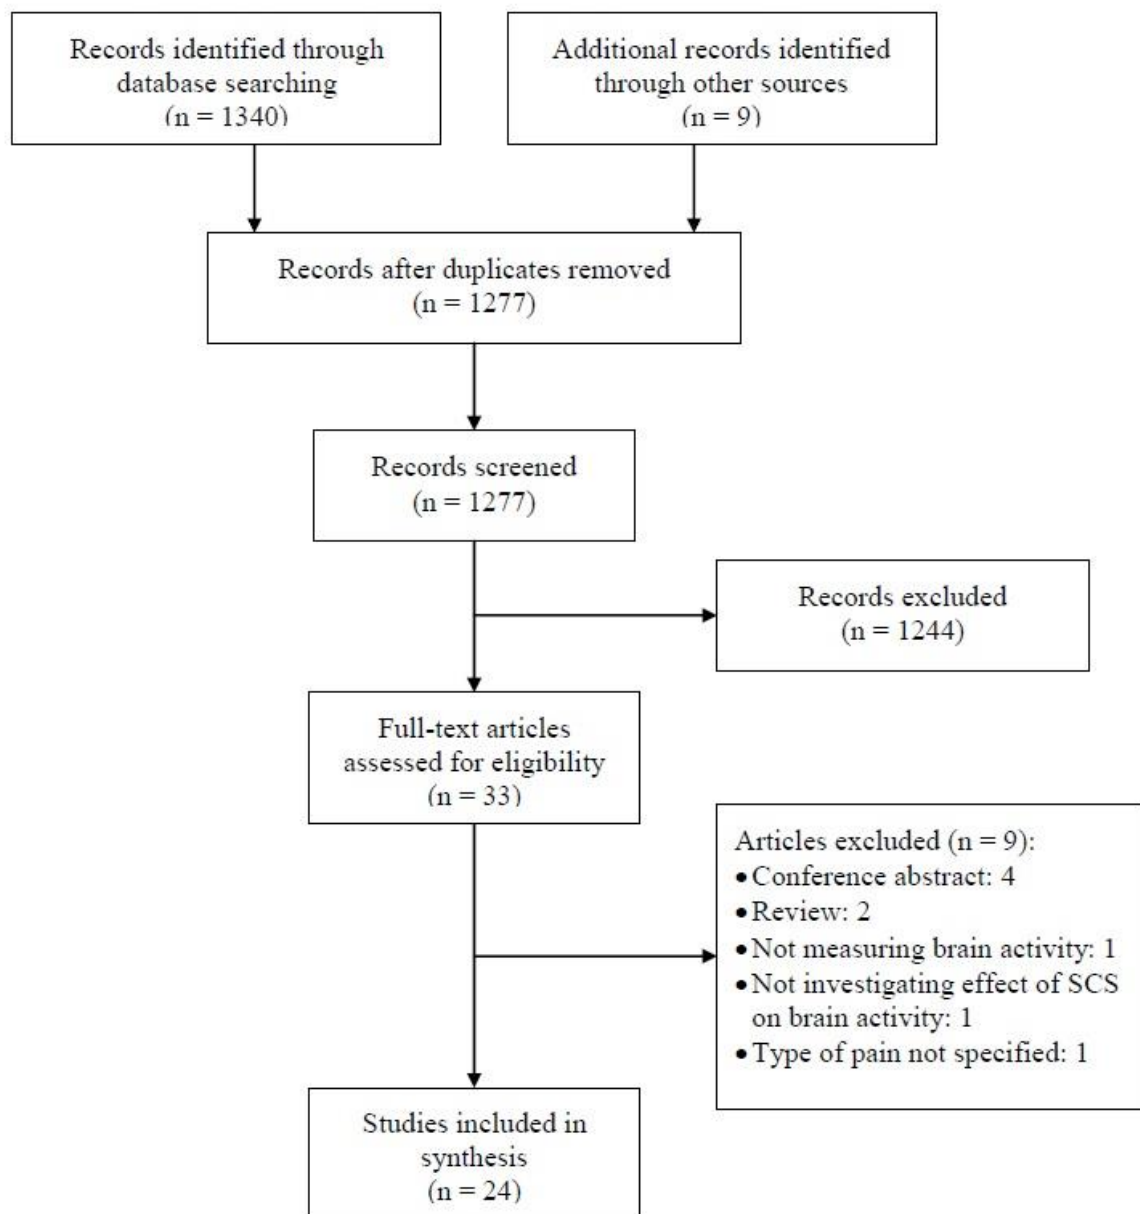 Records identified through
database searching
(n = 1340)
Additional records identified
through other sources
(n = 9)
Records after duplicates removed
(n = 1277)
Records screened
(n = 1277)
Records excluded
(n = 1244)
Full-text articles
assessed for eligibility
(n = 33)
Articles excluded (n = 9):
•Conference abstract: 4
•Review: 2
•Not measuring brain activity: 1
•Not investigating effect of SCS
on brain activity: 1
•Type of pain not specified: 1
Studies included in
synthesis
(n = 24)